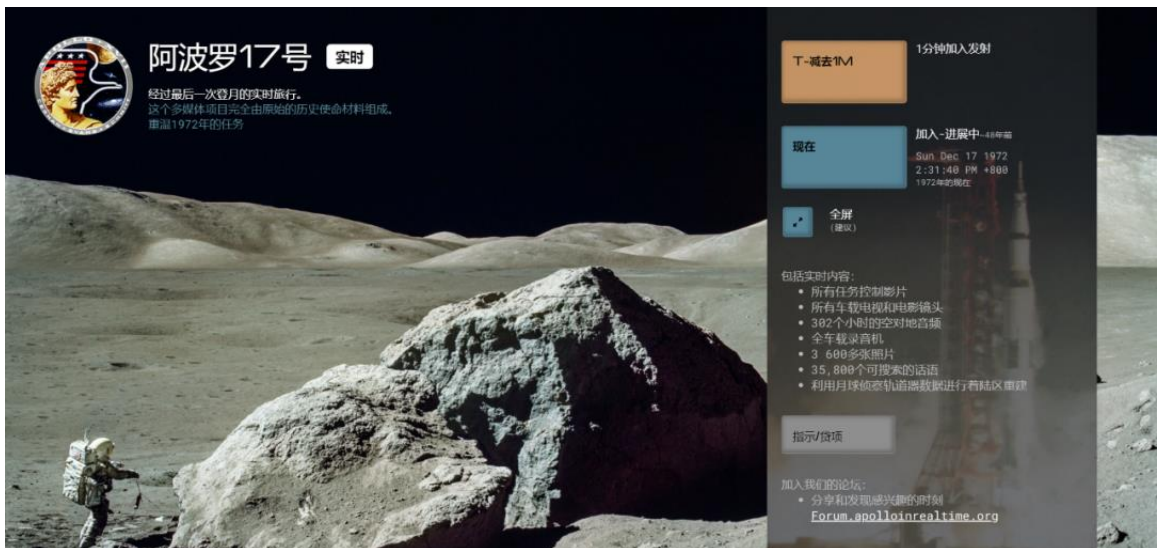 阿波罗17号 实时
经过最后一次登月的实时旅行。
这个多媒体项目完全由原始的历史使命材料组成。
重温1972年的任务
T-减去1M
1分钟加入发射
现在
加入-进展中-48年前
Sun Dec 17 1972
2:31:40 PM +800
1972年的现在
全屏
(建议)
包括实时内容:
• 所有任务控制影片
• 所有车载电视和电影镜头
• 302个小时的空对地音频
• 全车载录音机
• 3 600多张照片
• 35,800个可搜索的话语
• 利用月球侦察轨道器数据进行着陆区重建
指示/贷项
加入我们的论坛:
• 分享和发现感兴趣的时刻
Forum.apolloinrealtime.org